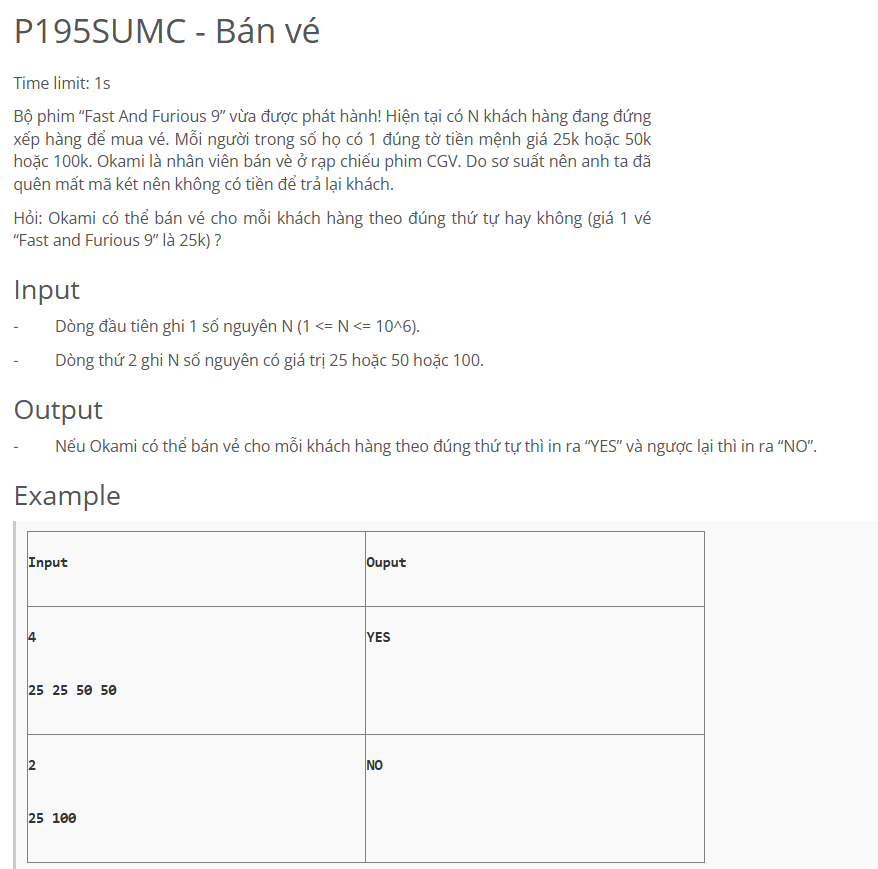 P195SUMC - Bán vé
Time limit: 1s
Bộ phim “Fast And Furious 9” vừa được phát hành! Hiện tại có N khách hàng đang đứng
xếp hàng để mua vé. Mỗi người trong số họ có 1 đúng tờ tiền mệnh giá 25k hoặc 50k
hoặc 100k. Okami là nhân viên bán vè ở rạp chiếu phim CGV. Do sơ suất nên anh ta đã
quên mất mã két nên không có tiền để trả lại khách.
Hỏi: Okami có thể bán vé cho mỗi khách hàng theo đúng thứ tự hay không (giá 1 vé
“Fast and Furious 9” là 25k) ?
Input
- Dòng đầu tiên ghi 1 số nguyên N (1 <= N <= 10^6).
- Dòng thứ 2 ghi N số nguyên có giá trị 25 hoặc 50 hoặc 100.
Output
- Nếu Okami có thể bán vẻ cho mỗi khách hàng theo đúng thứ tự thì in ra “YES” và ngược lại thì in ra “NO”.
Example
Input Ouput
4 YES
25 25 50 50
2 NO
25 100